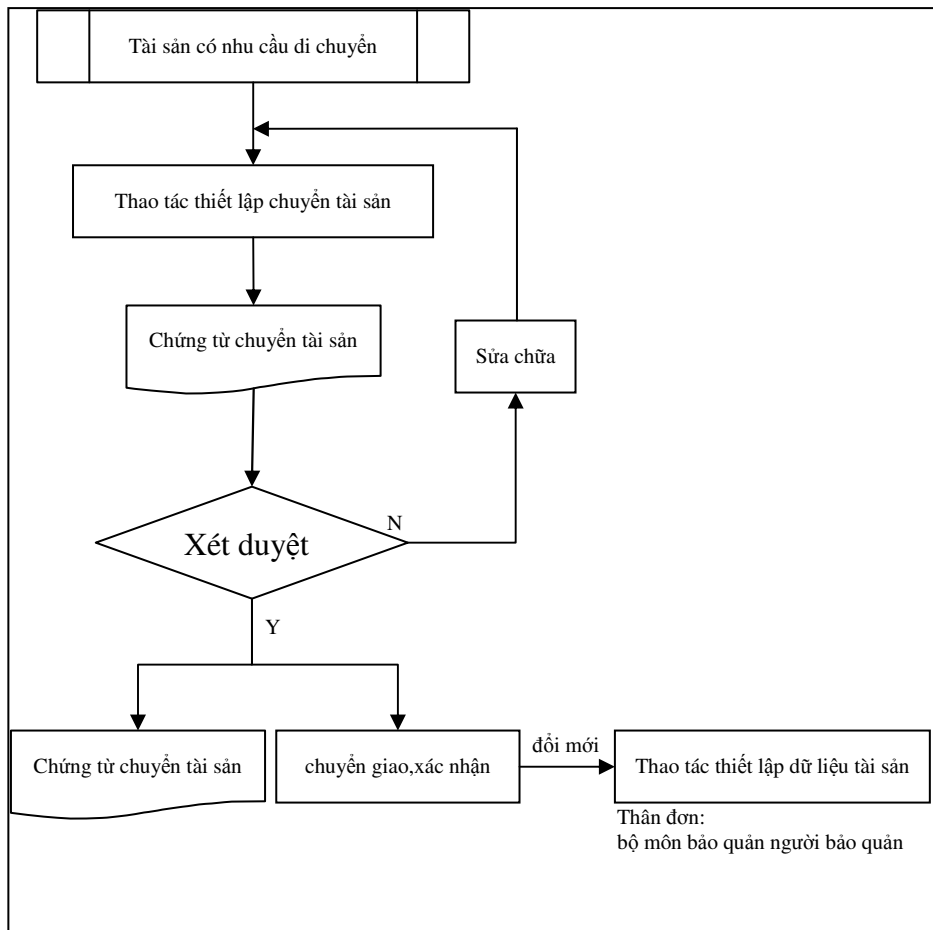 Tài sản có nhu cầu di chuyển
Thao tác thiết lập chuyển tài sản
Chứng từ chuyển tài sản
Sửa chữa
Xét duyệt
N
Y
Chứng từ chuyển tài sản
chuyển giao,xác nhận
đổi mới
Thao tác thiết lập dữ liệu tài sản
Thân đơn:
bộ môn bảo quản người bảo quản